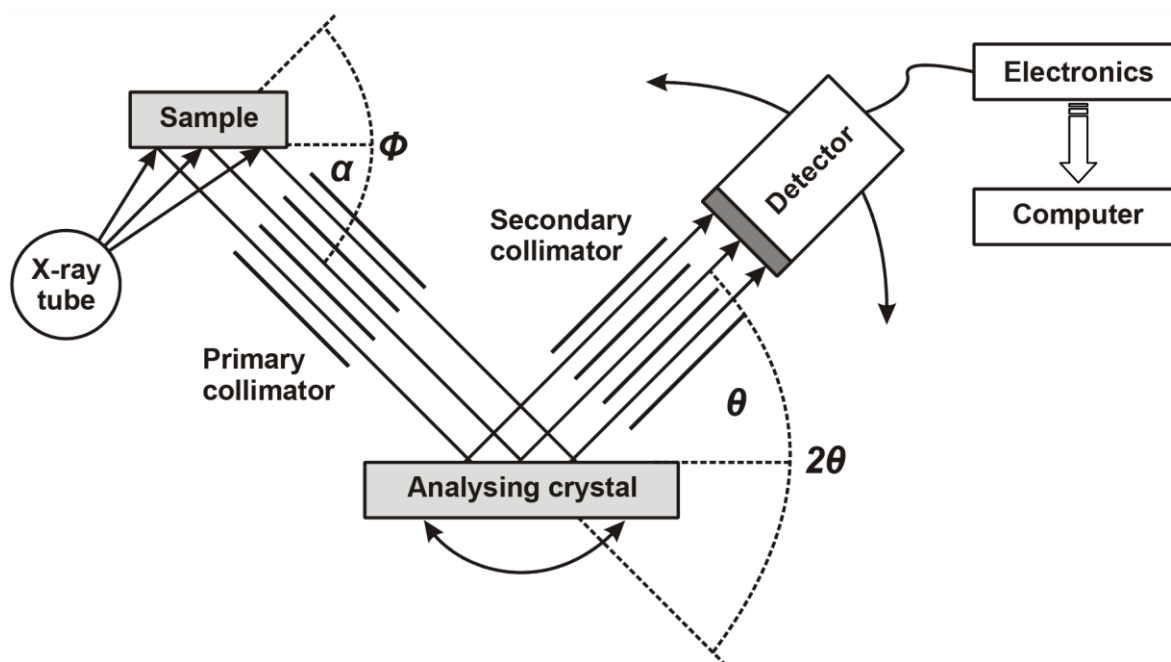 Sample
Φ
α
X-ray
tube
Primary
collimator
Secondary
collimator
Detector
Electronics
Computer
θ
2θ
Analysing crystal